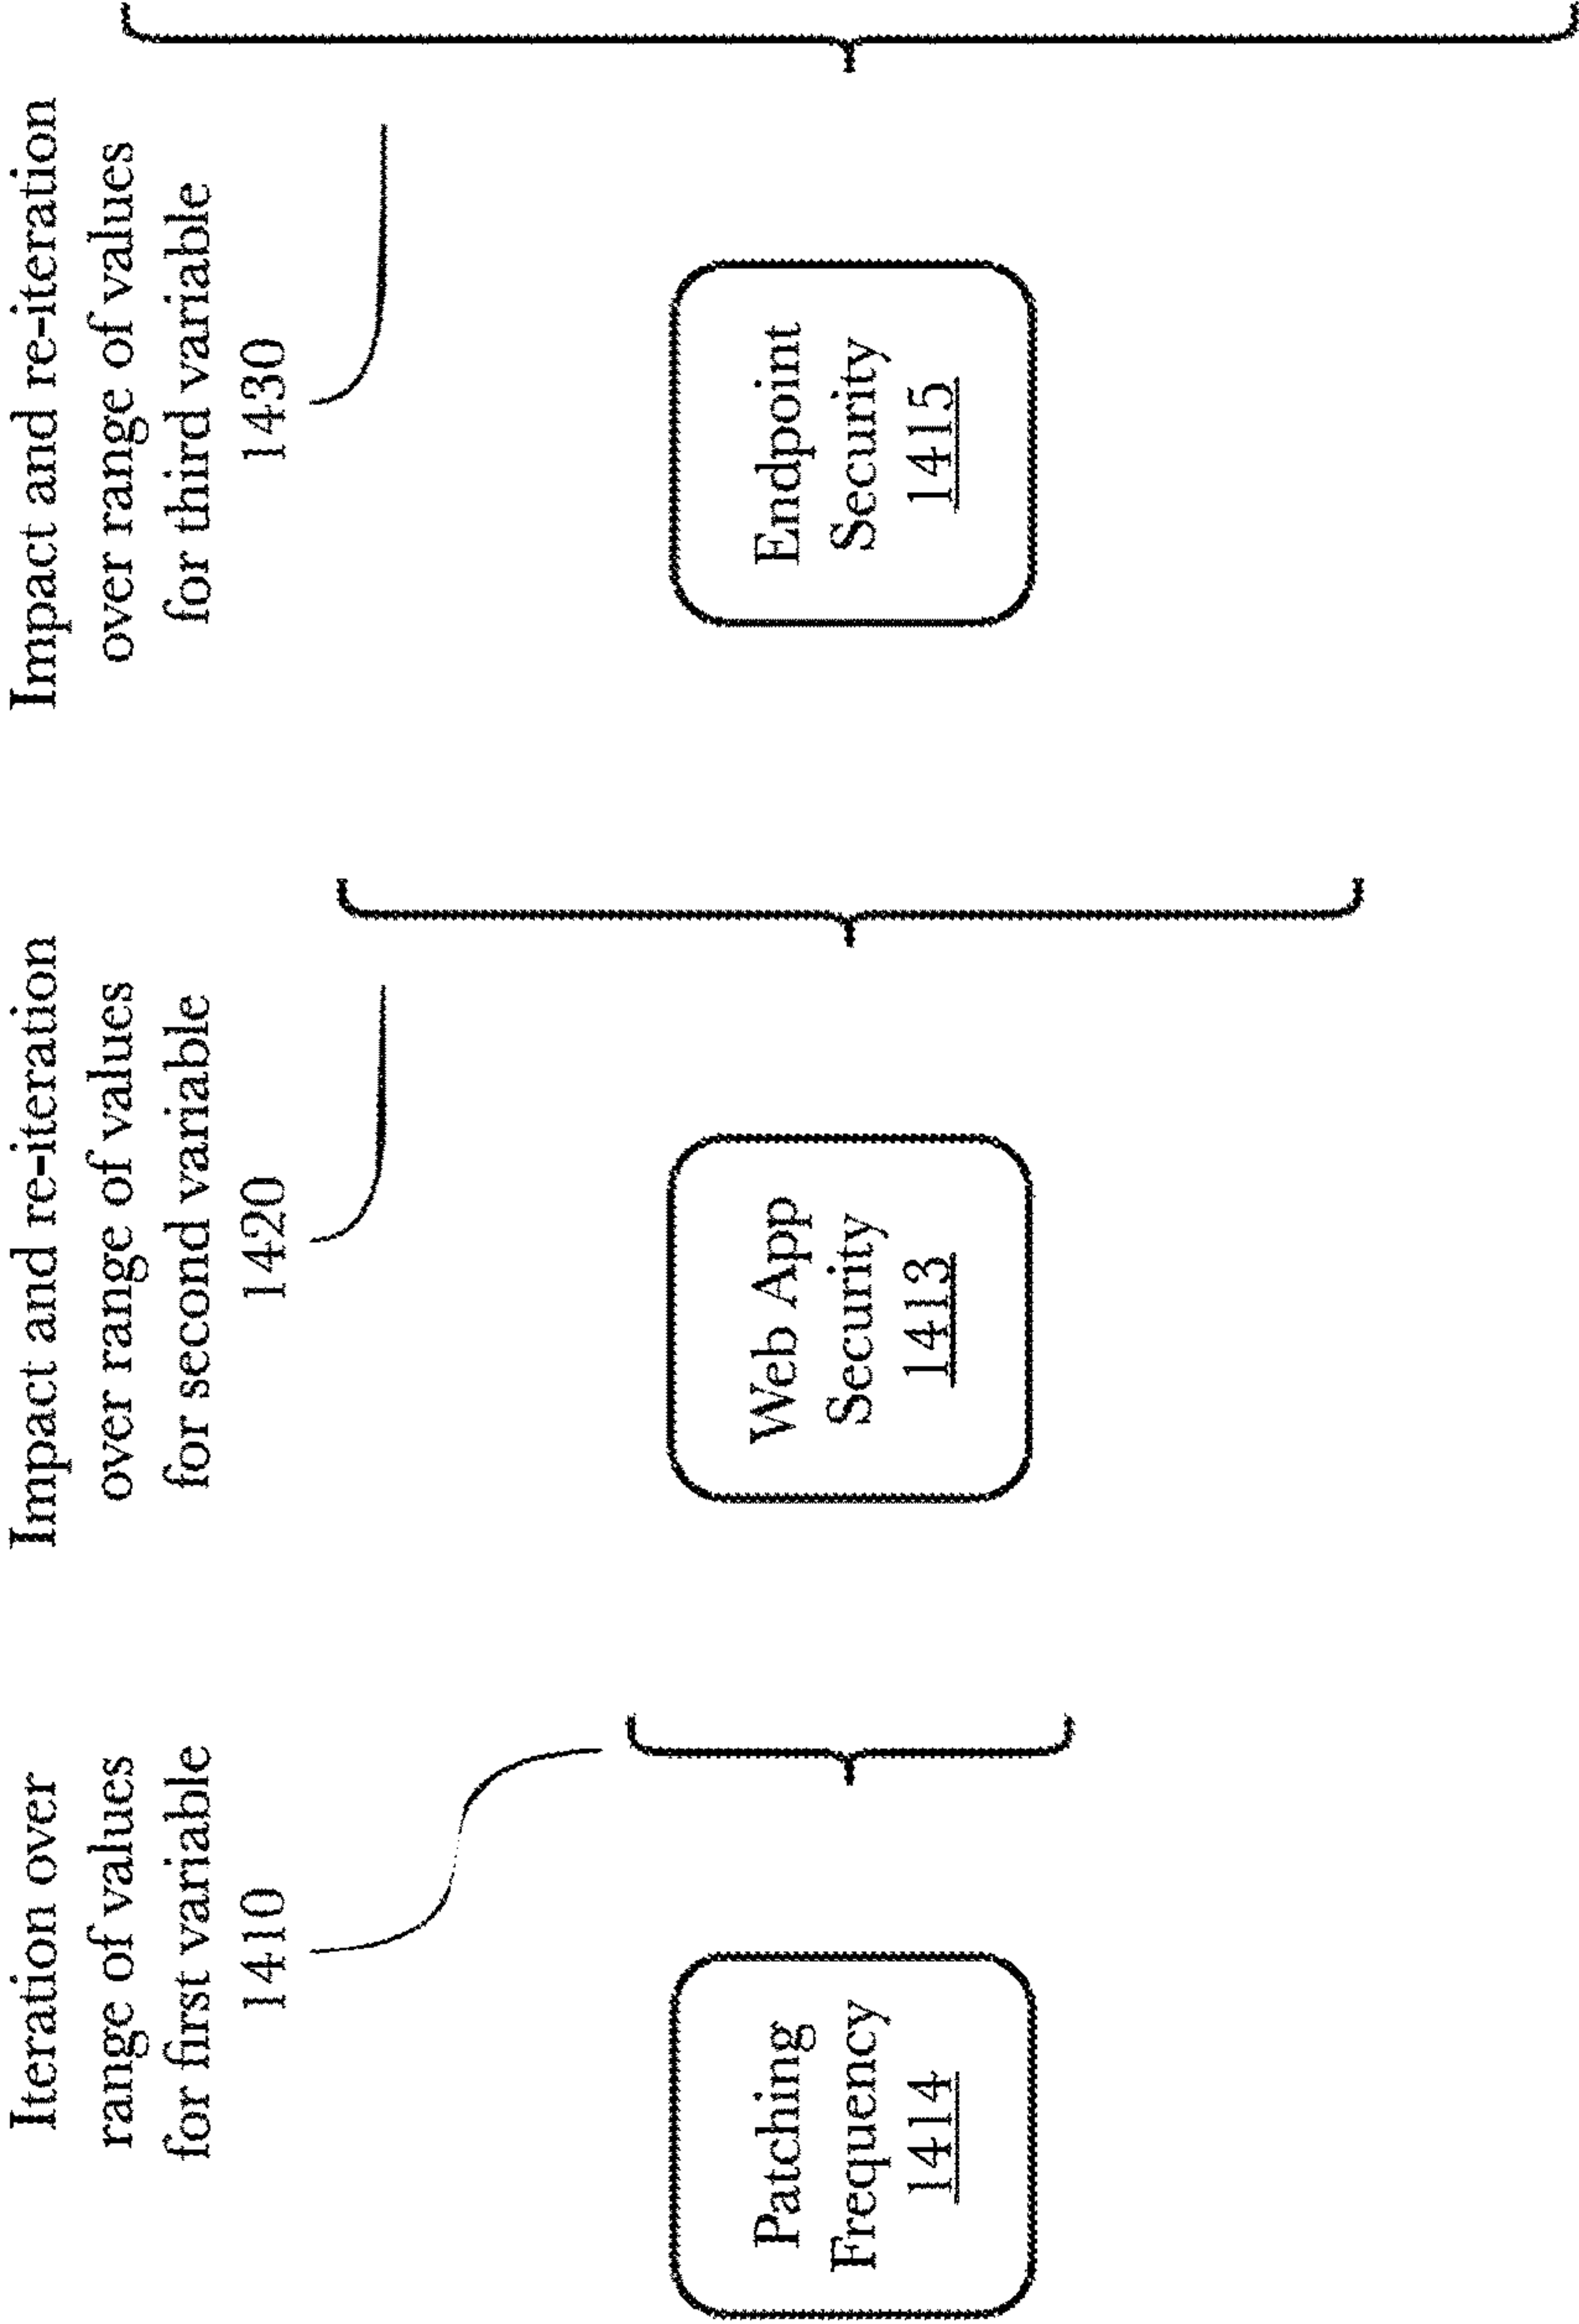 Iteration over
range of values
for first variable
1410
Impact and re-iteration
over range of values
for second variable
1420
Impact and re-iteration
over range of values
for third variable
1430
Patching
Frequency
1414
Web App
Security
1413
Endpoint
Security
1415